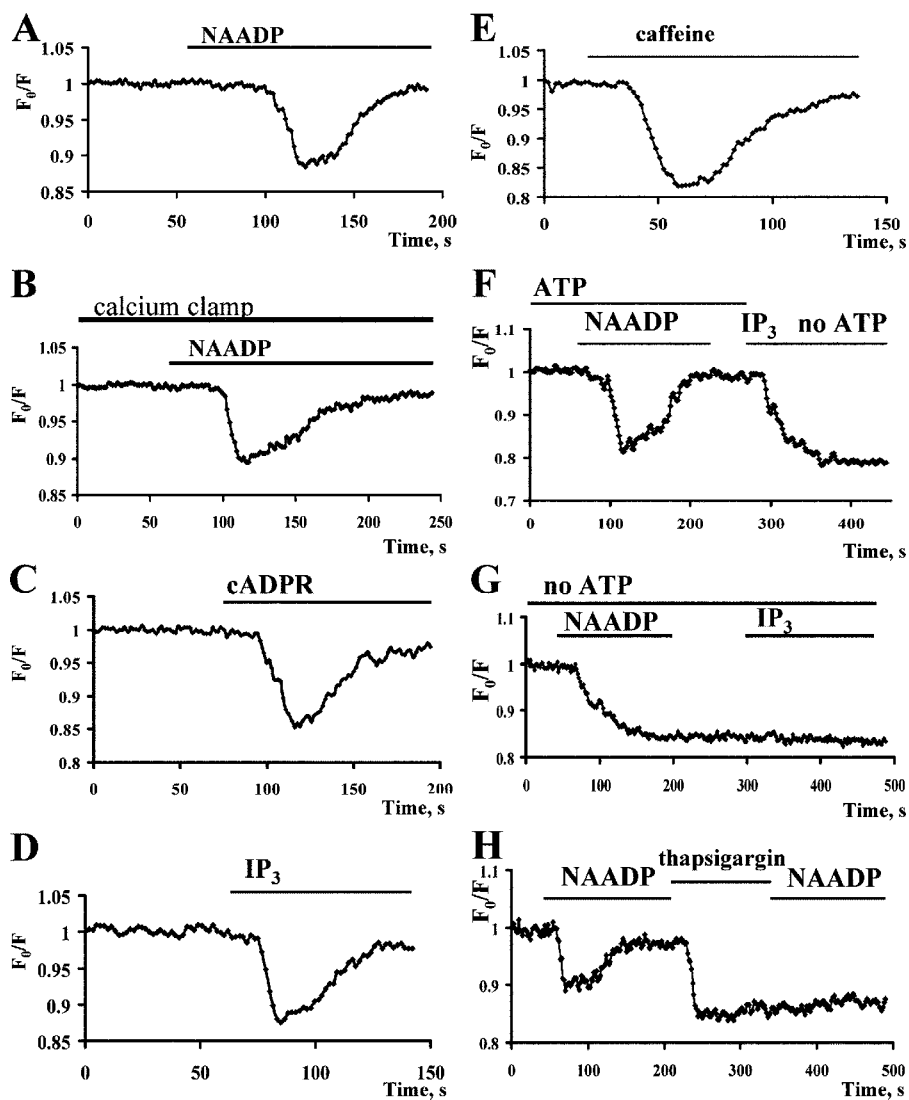 A
NAADP
1.05
1
0.95
0.9
0.85
F0/F
0 50 100 150 200
Time, s
B
calcium clamp
NAADP
1.05
1
0.95
0.9
0.85
F0/F
0 50 100 150 200 250
Time, s
C
cADPR
1.05
1
0.95
0.9
0.85
0.8
F0/F
0 50 100 150 200
Time, s
D
IP3
1.05
1
0.95
0.9
0.85
F0/F
0 50 100 150
Time, s
E
caffeine
1.05
1
0.95
0.9
0.85
0.8
F0/F
0 50 100 150
Time, s
F
ATP
NAADP IP3 no ATP
1.1
1
0.9
0.8
0.7
F0/F
0 100 200 300 400
Time, s
G
no ATP
NAADP IP3
1.1
1
0.9
0.8
F0/F
0 100 200 300 400 500
Time, s
H
thapsigargin
NAADP NAADP
1.1
1
0.9
0.8
F0/F
0 100 200 300 400 500
Time, s